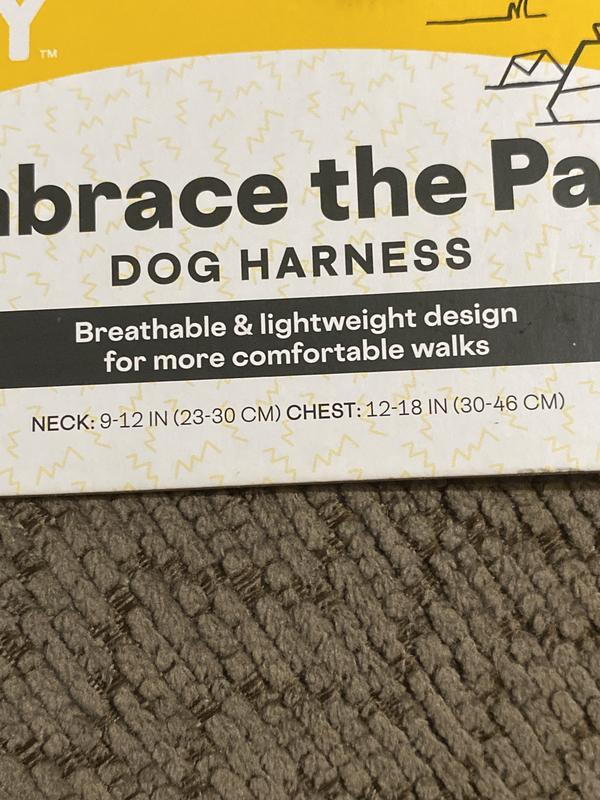 Y™
mbrace the Pa
DOG HARNESS
Breathable & lightweight design
for more comfortable walks
NECK: 9-12 IN (23-30 CM) CHEST: 12-18 IN (30-46 CM)